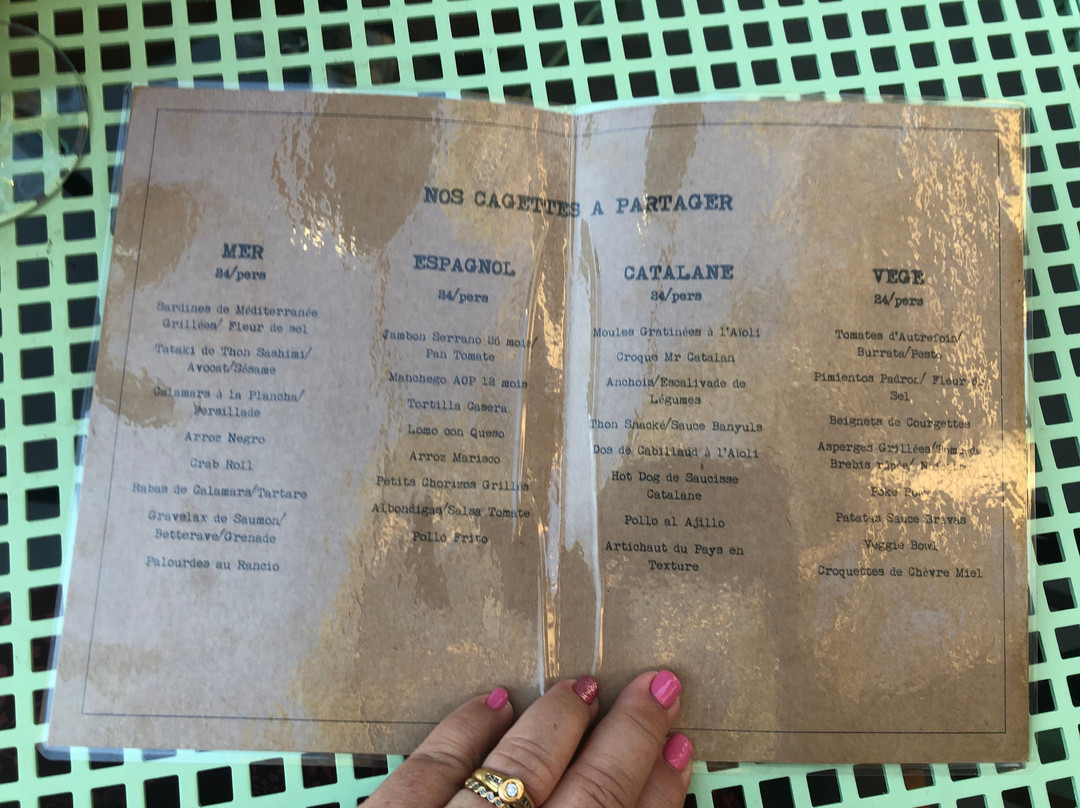 NOS CAGETTES A PARTAGER
MER
24/pers
Sardines de Méditerranée
Grillées/ Fleur de sel
Tataki de Thon Sashimi/
Avocat/Sésame
Calamars à la Plancha/
Persillade
Arroz Negro
Crab Roll
Rabas de Calamars/Tartare
Gravelax de Saumon/
Betterave/Grenade
Palourdes au Rancio
ESPAGNOL
24/pers
Jambon Serrano 26 mois/
Pan Tomate
Manchego AOP 12 mois
Tortilla Casera
Lomo con Queso
Arroz Marisco
Petits Chorizos Grillés
Albondigas/Salsa Tomate
Pollo Frito
CATALANE
24/pers
Moules Gratinées à l'Aïoli
Croque Mr Catalan
Anchois/Escalivade de
Légumes
Thon Snacké/Sauce Banyuls
Dos de Cabillaud à l'Aïoli
Hot Dog de Saucisse
Catalane
Pollo al Ajillo
Artichaut du Pays en
Texture
VEGE
24/pers
Tomates d'Autrefois/
Burrata/Pesto
Pimientos Padron/ Fleur de
Sel
Beignets de Courgettes
Asperges Grillées/
Brebis
Poke
Patatas Sauce Bravas
Veggie Bowl
Croquettes de Chèvre Miel